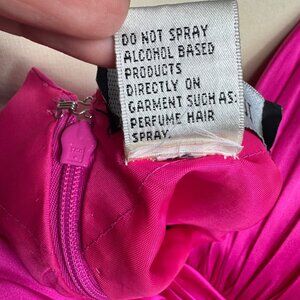 DO NOT SPRAY
ALCOHOL BASED
PRODUCTS
DIRECTLY ON
GARMENT SUCH AS:
PERFUME HAIR
SPRAY.